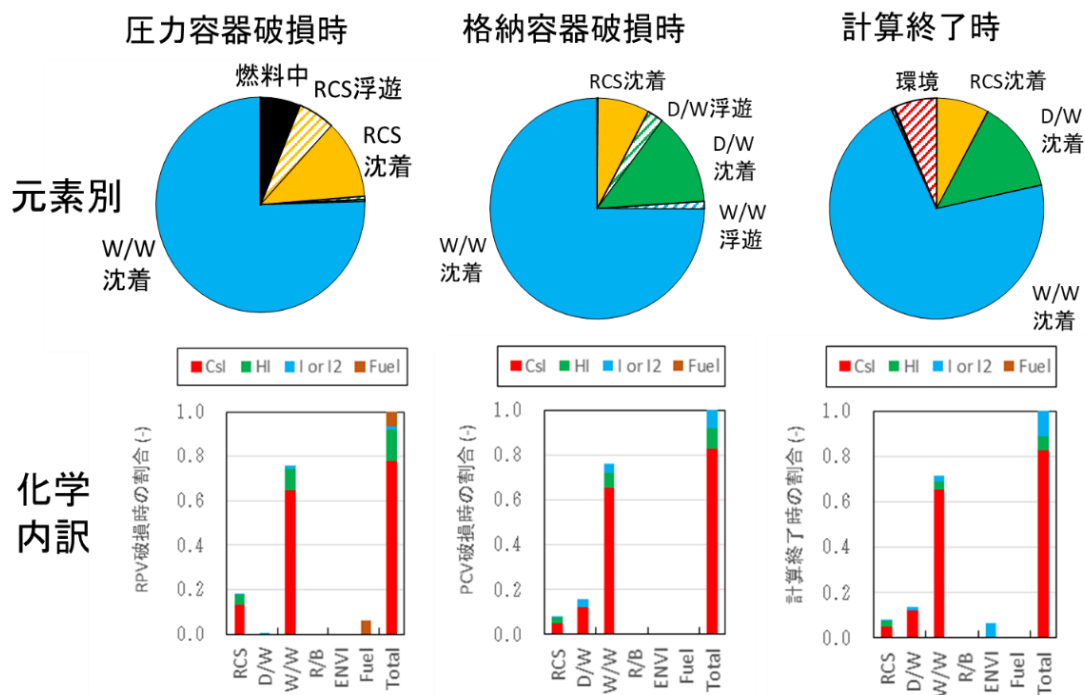 圧力容器破損時
格納容器破損時
計算終了時
元素別
燃料中
RCS浮遊
RCS
沈着
W/W
沈着
RCS沈着
D/W浮遊
D/W
沈着
W/W
浮遊
W/W
沈着
環境
RCS沈着
D/W
沈着
W/W
沈着
化学
内訳
CsI HI I or I2 Fuel
RPV破損時の割合(-)
1.0
0.8
0.6
0.4
0.2
0.0
RCS D/W W/W R/B ENVI Fuel Total
CsI HI I or I2 Fuel
PCV破損時の割合(-)
1.0
0.8
0.6
0.4
0.2
0.0
RCS D/W W/W R/B ENVI Fuel Total
CsI HI I or I2 Fuel
計算終了時の割合(-)
1.0
0.8
0.6
0.4
0.2
0.0
RCS D/W W/W R/B ENVI Fuel Total